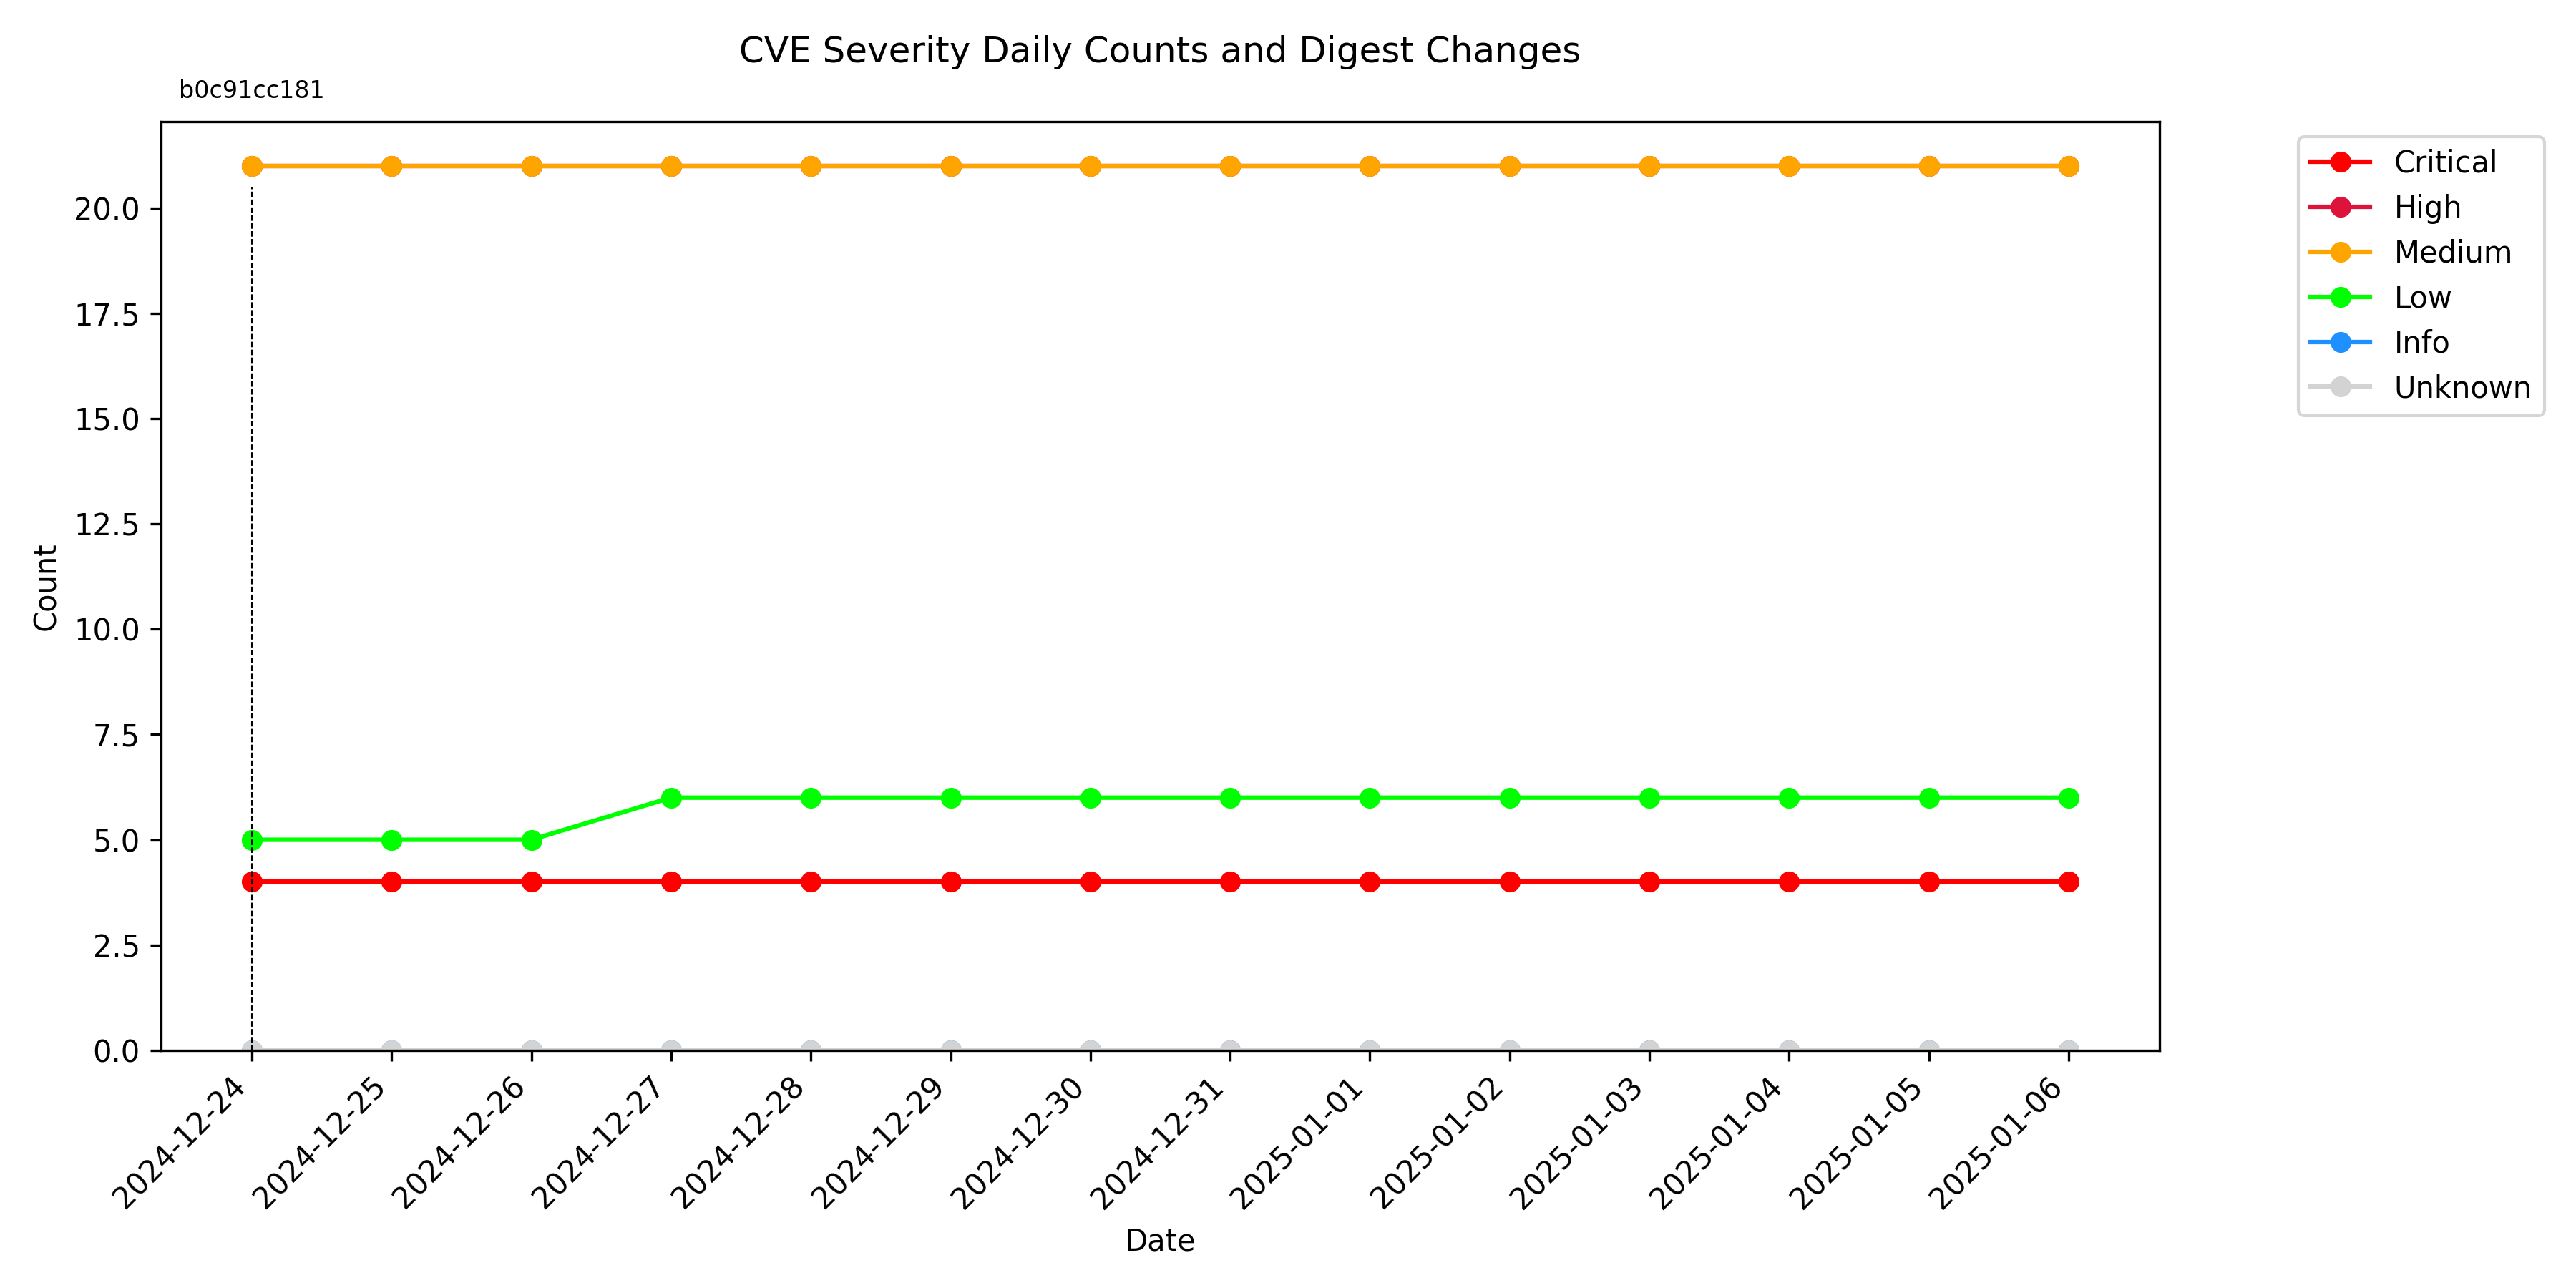 CVE Severity Daily Counts and Digest Changes
b0c91cc181
Critical
High
Medium
Low
Info
Unknown
Count
20.0
17.5
15.0
12.5
10.0
7.5
5.0
2.5
0.0
2024-12-24
2024-12-25
2024-12-26
2024-12-27
2024-12-28
2024-12-29
2024-12-30
2024-12-31
2025-01-01
2025-01-02
2025-01-03
2025-01-04
2025-01-05
2025-01-06
Date